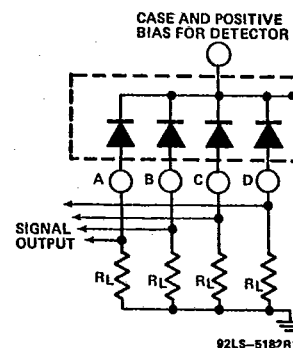 CASE AND POSITIVE
BIAS FOR DETECTOR
A B C D
SIGNAL
OUTPUT
RL RL RL RL
92LS-5182R